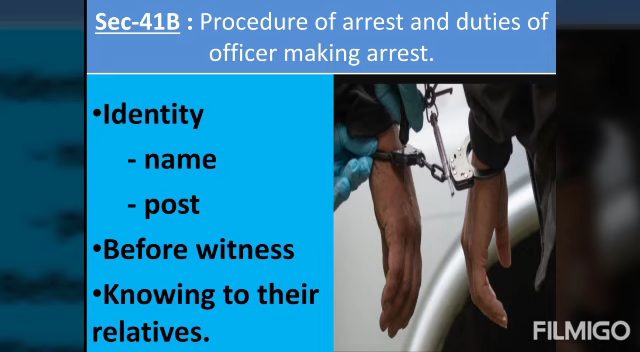 Sec-41B : Procedure of arrest and duties of
officer making arrest.
•Identity
- name
- post
•Before witness
•Knowing to their
relatives.
FILMIGO